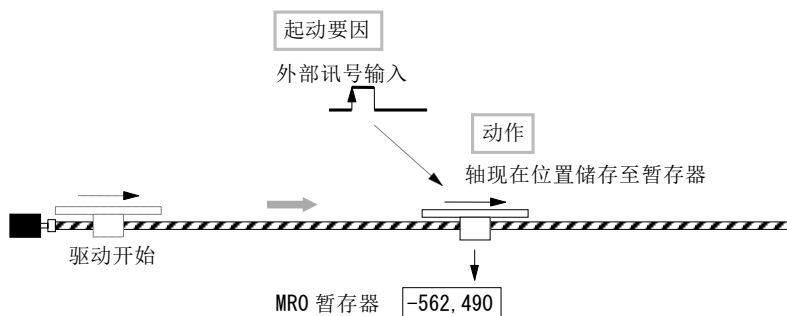 起动要因
外部讯号输入
动作
轴现在位置储存至暂存器
驱动开始
MR0 暂存器 -562,490